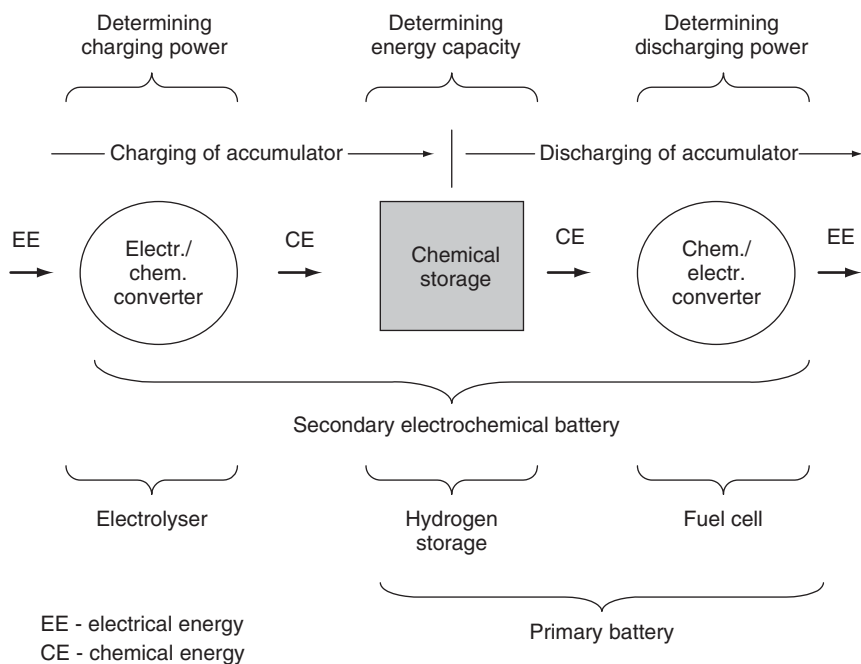 Determining
charging power
Determining
energy capacity
Determining
discharging power
Charging of accumulator
Discharging of accumulator
EE
Electr./
chem.
converter
CE
Chemical
storage
CE
Chem./
electr.
converter
EE
Secondary electrochemical battery
Electrolyser
Hydrogen
storage
Fuel cell
Primary battery
EE - electrical energy
CE - chemical energy